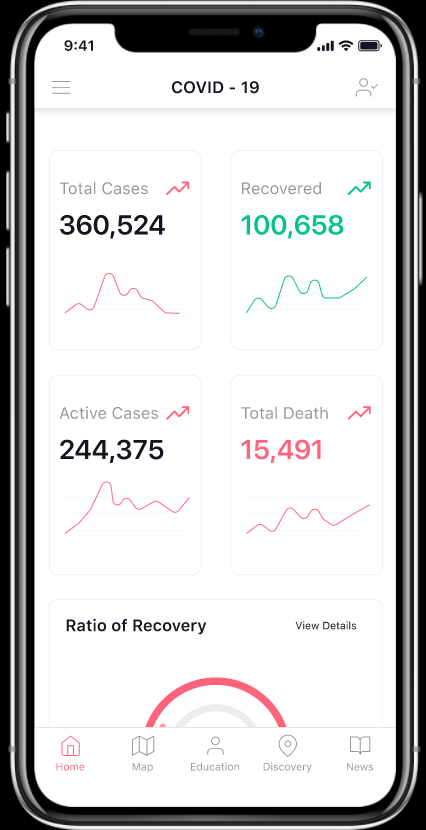 9:41
COVID - 19
Total Cases
360,524
Recovered
100,658
Active Cases
244,375
Total Death
15,491
Ratio of Recovery
View Details
Home
Map
Education
Discovery
News